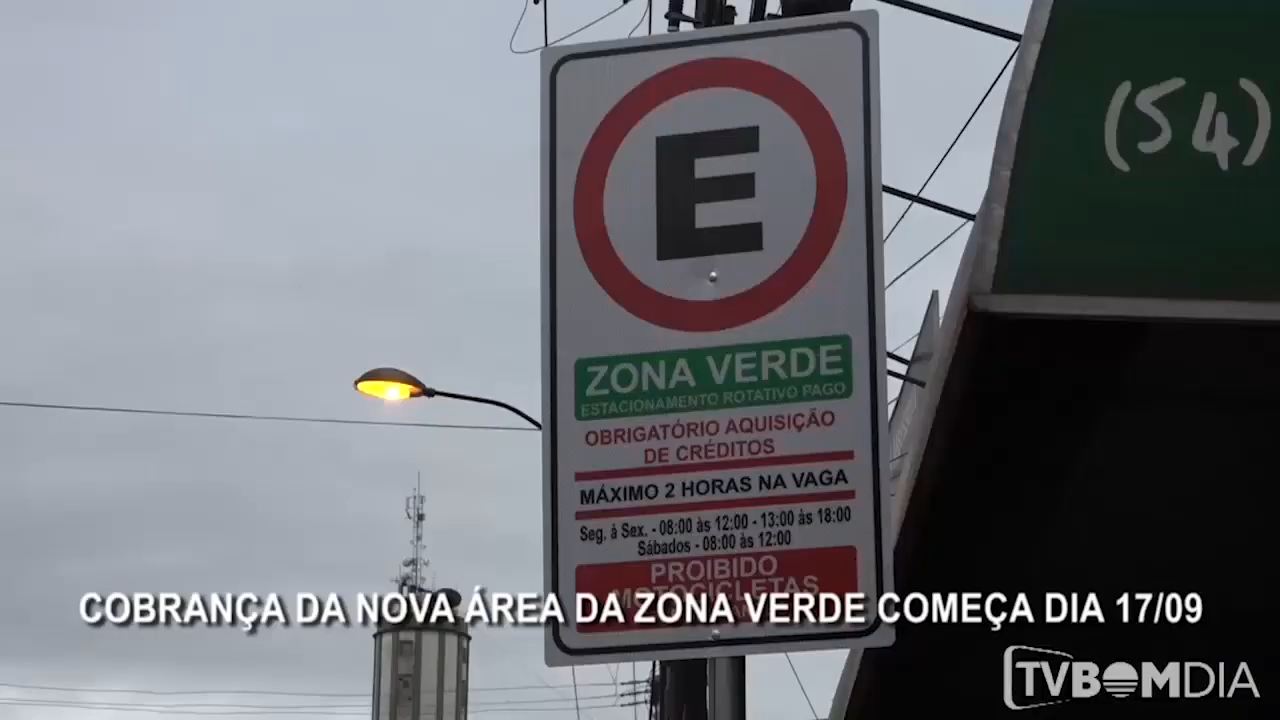 E
(54)
ZONA VERDE
ESTACIONAMENTO ROTATIVO PAGO
OBRIGATÓRIO AQUISIÇÃO
DE CRÉDITOS
MÁXIMO 2 HORAS NA VAGA
Seg. á Sex. - 08:00 às 12:00 - 13:00 às 18:00
Sábados - 08:00 às 12:00
PROIBIDO
MOTOCICLETAS
COBRANÇA DA NOVA ÁREA DA ZONA VERDE COMEÇA DIA 17/09
TVBOMDIA